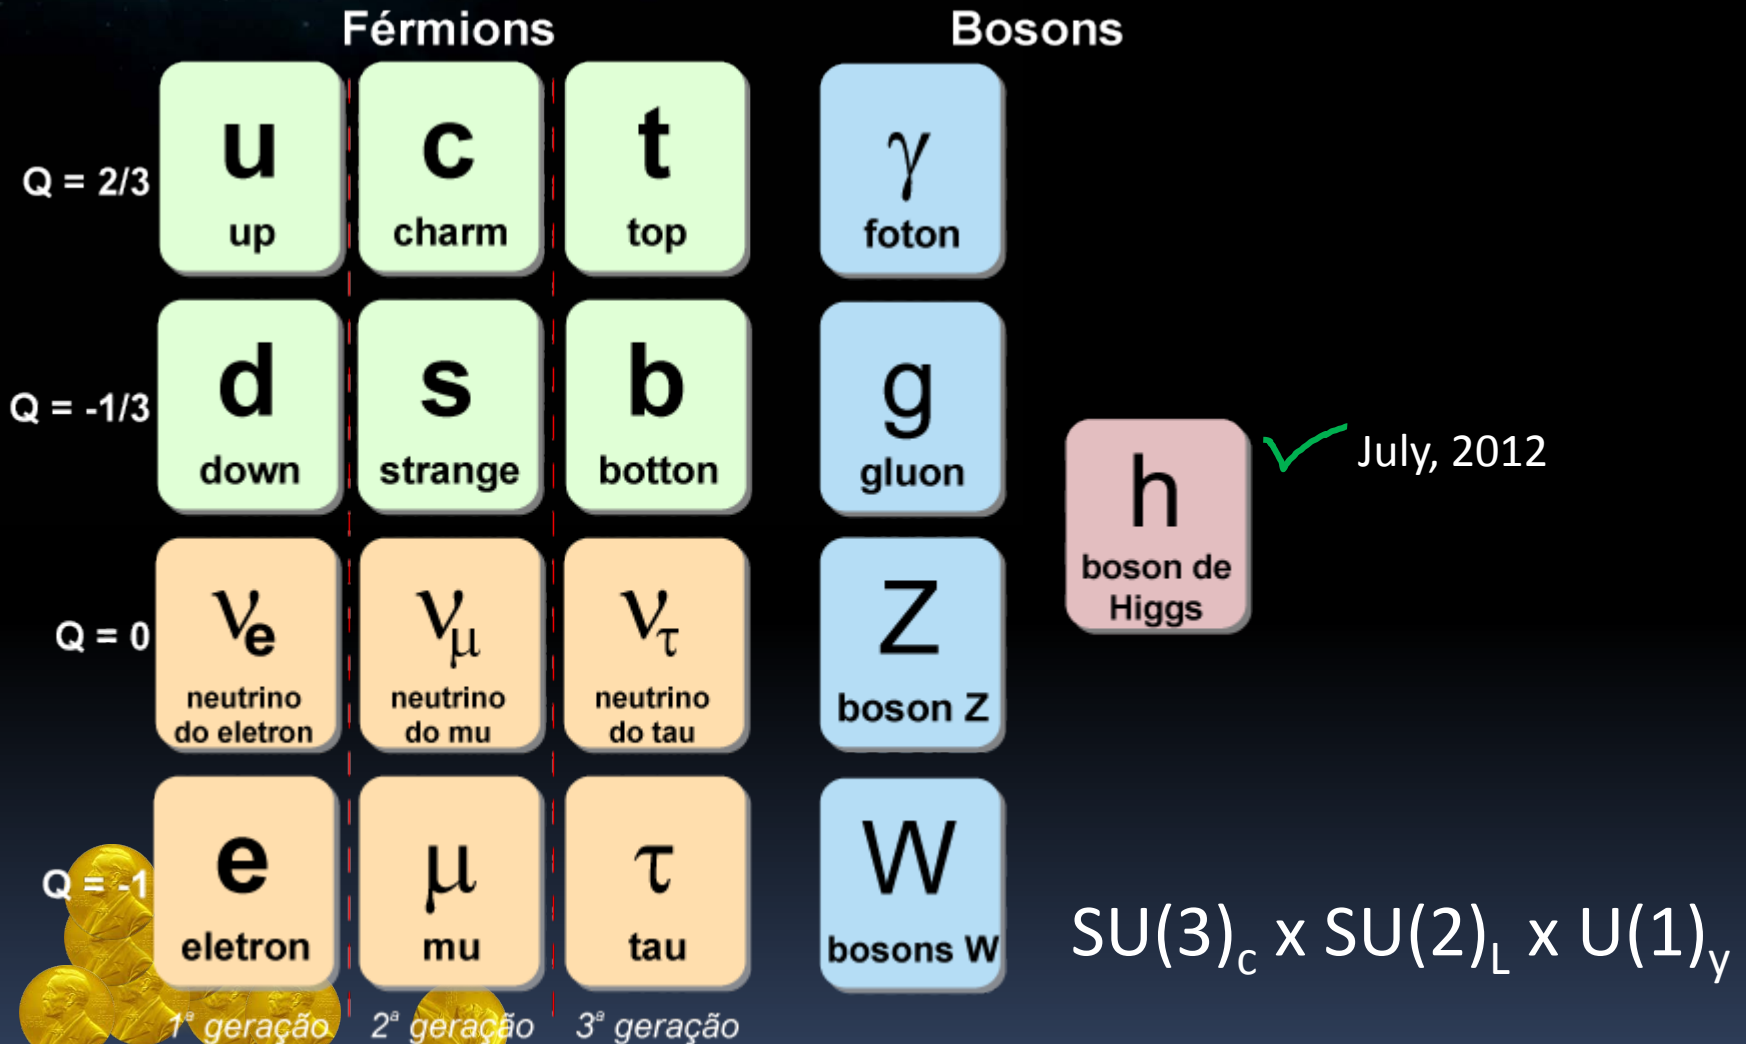 Férmions
Bosons
Q = 2/3
u
up
c
charm
t
top
γ
foton
Q = -1/3
d
down
s
strange
b
botton
g
gluon
h
boson de
Higgs
July, 2012
Q = 0
νe
neutrino
do eletron
νμ
neutrino
do mu
ντ
neutrino
do tau
Z
boson Z
Q = -1
e
eletron
μ
mu
τ
tau
W
bosons W
SU(3)c x SU(2)L x U(1)y
1ª geração
2ª geração
3ª geração